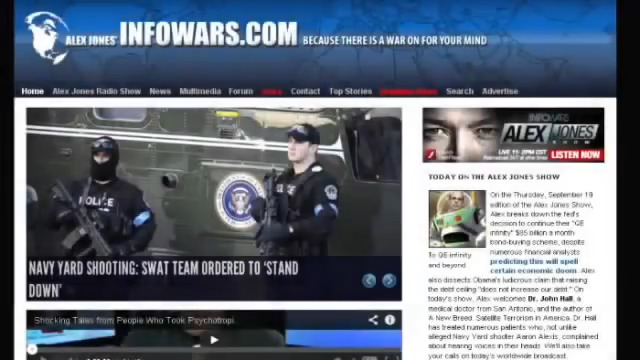 ALEX JONES' INFOWARS.COM BECAUSE THERE IS A WAR ON FOR YOUR MIND
Home Alex Jones Radio Show News Multimedia Forum Contact Top Stories Search Advertise
POLICE
NAVY YARD SHOOTING: SWAT TEAM ORDERED TO 'STAND
DOWN'
Shocking Tales from People Who Took Psychotropi.
INFOWARS
ALEX JONES
SHOW
LIVE 11-2PM CST
LISTEN NOW
TODAY ON THE ALEX JONES SHOW
On the Thursday, September 19
edition of the Alex Jones Show,
Alex breaks down the fed's
decision to continue their "QE
infinity" $85 billion a month
bond-buying scheme, despite
numerous financial analysts
To QE infinity
and beyond
predicting this will spell
certain economic doom. Alex
also dissects Obama's ludicrous claim that raising
the debt ceiling "does not increase our debt." On
today's show, Alex welcomes Dr. John Hall, a
medical doctor from San Antonio, and the author of
A New Breed: Satellite Terrorism in America. Dr. Hall
has treated numerous patients who, not unlike
alleged Navy Yard shooter Aaron Alexis, complained
about hearing voices in their heads. We'll also take
your calls on today's worldwide broadcast.